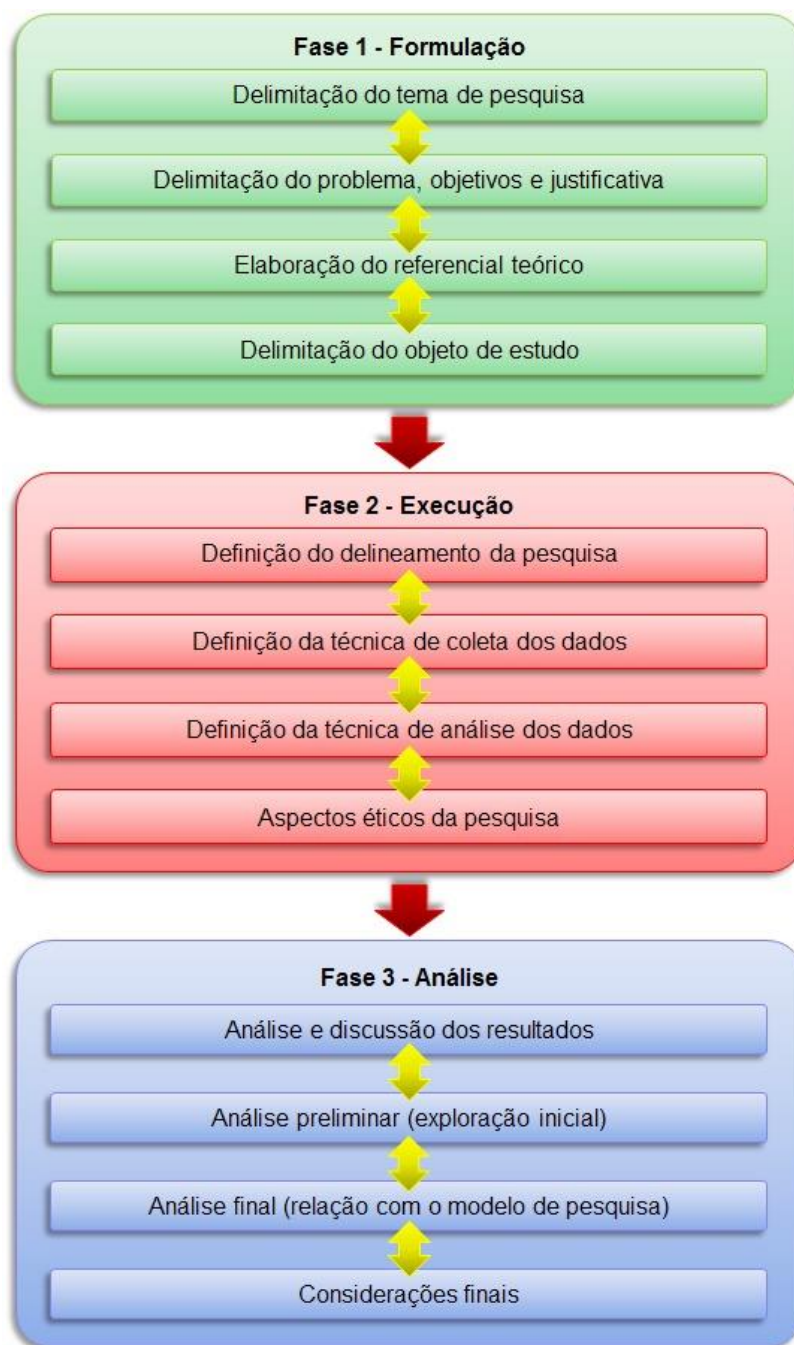 Fase 1 - Formulação
Delimitação do tema de pesquisa
Delimitação do problema, objetivos e justificativa
Elaboração do referencial teórico
Delimitação do objeto de estudo
Fase 2 - Execução
Definição do delineamento da pesquisa
Definição da técnica de coleta dos dados
Definição da técnica de análise dos dados
Aspectos éticos da pesquisa
Fase 3 - Análise
Análise e discussão dos resultados
Análise preliminar (exploração inicial)
Análise final (relação com o modelo de pesquisa)
Considerações finais